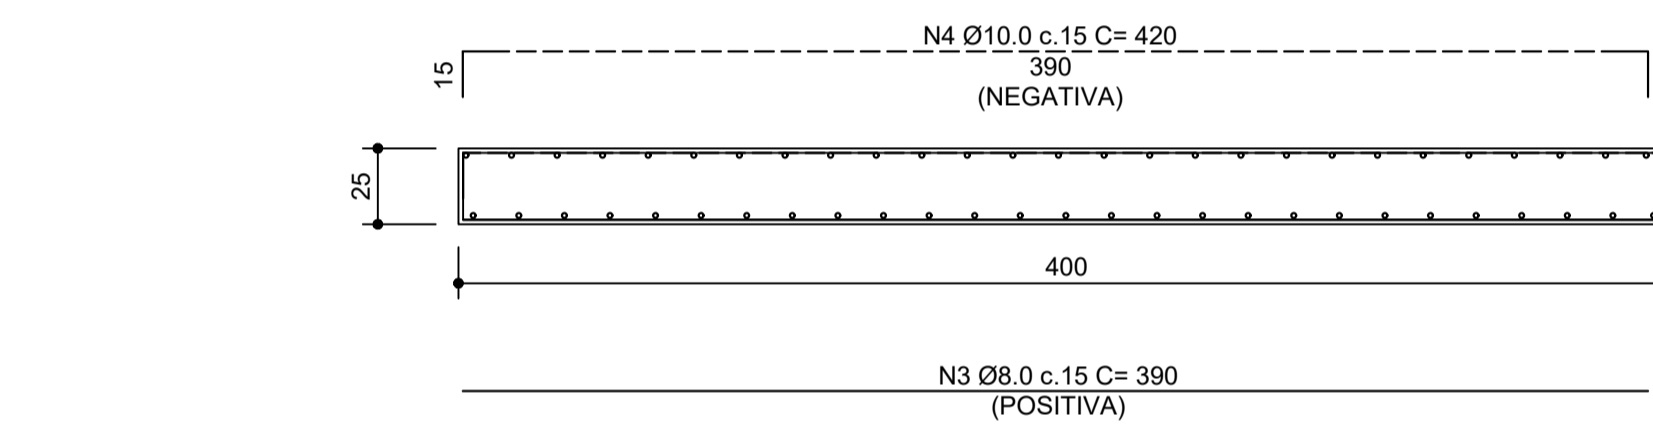 N4 Ø10.0 c.15 C= 420
15
390
(NEGATIVA)
25
400
N3 Ø8.0 c.15 C= 390
(POSITIVA)